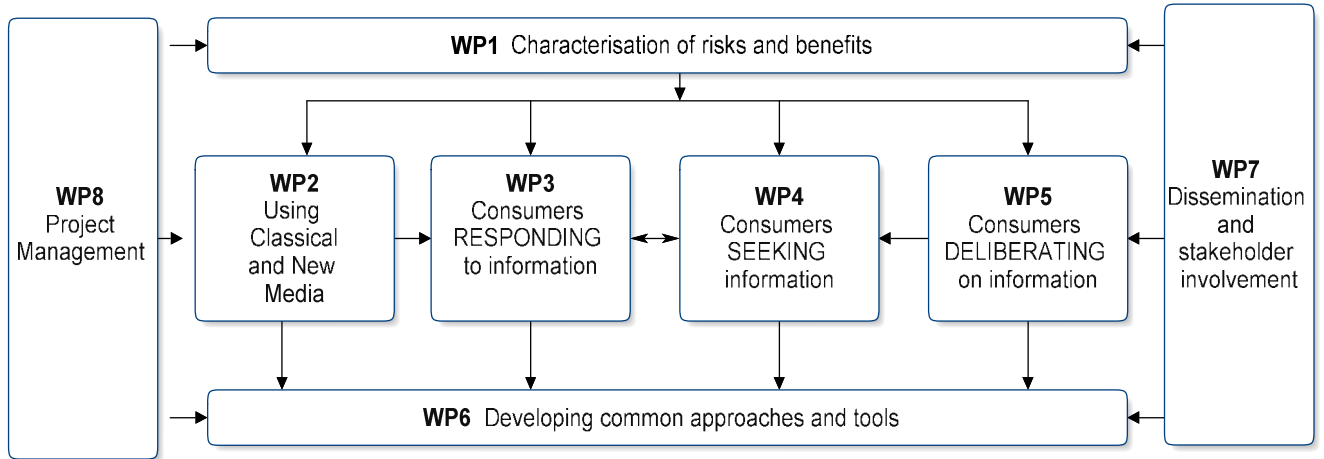 WP1 Characterisation of risks and benefits
WP8
Project
Management
WP2
Using
Classical
and New
Media
WP3
Consumers
RESPONDING
to information
WP4
Consumers
SEEKING
information
WP5
Consumers
DELIBERATING
on information
WP7
Dissemination
and
stakeholder
involvement
WP6 Developing common approaches and tools